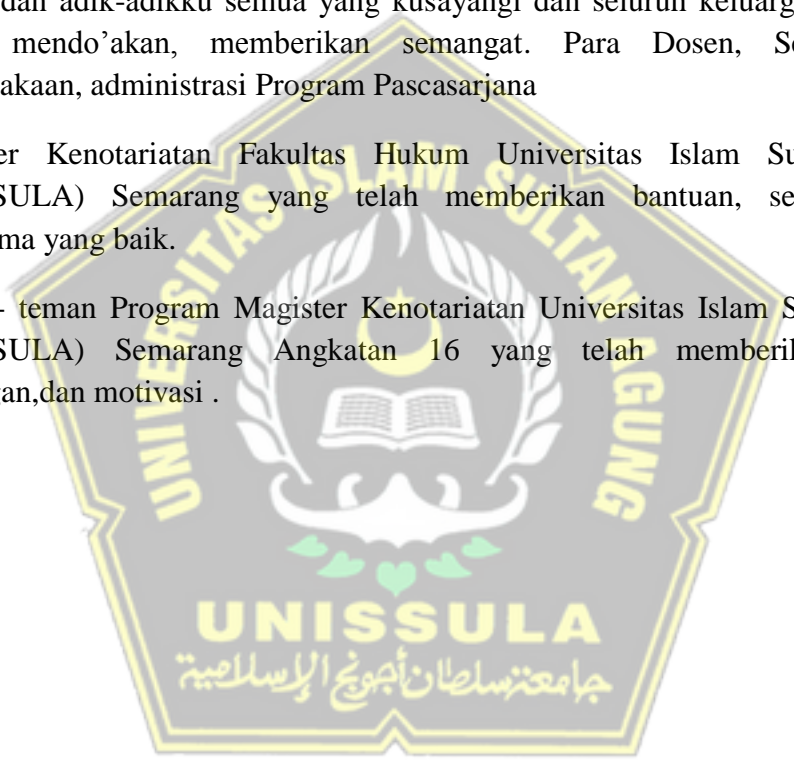 dan adik-adikku semua yang kusayangi dan seluruh keluarg
mendo'akan, memberikan semangat. Para Dosen, Se
akaan, administrasi Program Pascasarjana
er Kenotariatan Fakultas Hukum Universitas Islam Su
SULA) Semarang yang telah memberikan bantuan, se
ma yang baik.
- teman Program Magister Kenotariatan Universitas Islam S
SULA) Semarang Angkatan 16 yang telah memberik
gan,dan motivasi .
UNIVERSITAS ISLAM SULTAN AGUNG
UNISSULA
جامعة سلطان أجونج الإسلامية